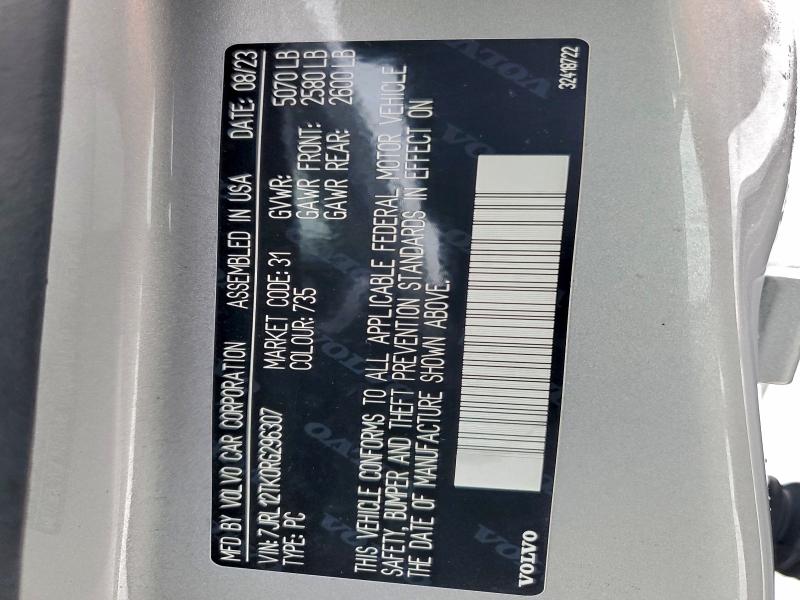 MFD BY VOLVO CAR CORPORATION ASSEMBLED IN USA DATE: 08/23
VIN: 7JRL12TK0RG296307
TYPE: PC MARKET CODE: 31 GVWR: 5070 LB
COLOUR: 735 GAWR FRONT: 2580 LB
GAWR REAR: 2600 LB
THIS VEHICLE CONFORMS TO ALL APPLICABLE FEDERAL MOTOR VEHICLE
SAFETY, BUMPER AND THEFT PREVENTION STANDARDS IN EFFECT ON
THE DATE OF MANUFACTURE SHOWN ABOVE.
VOLVO 32418722